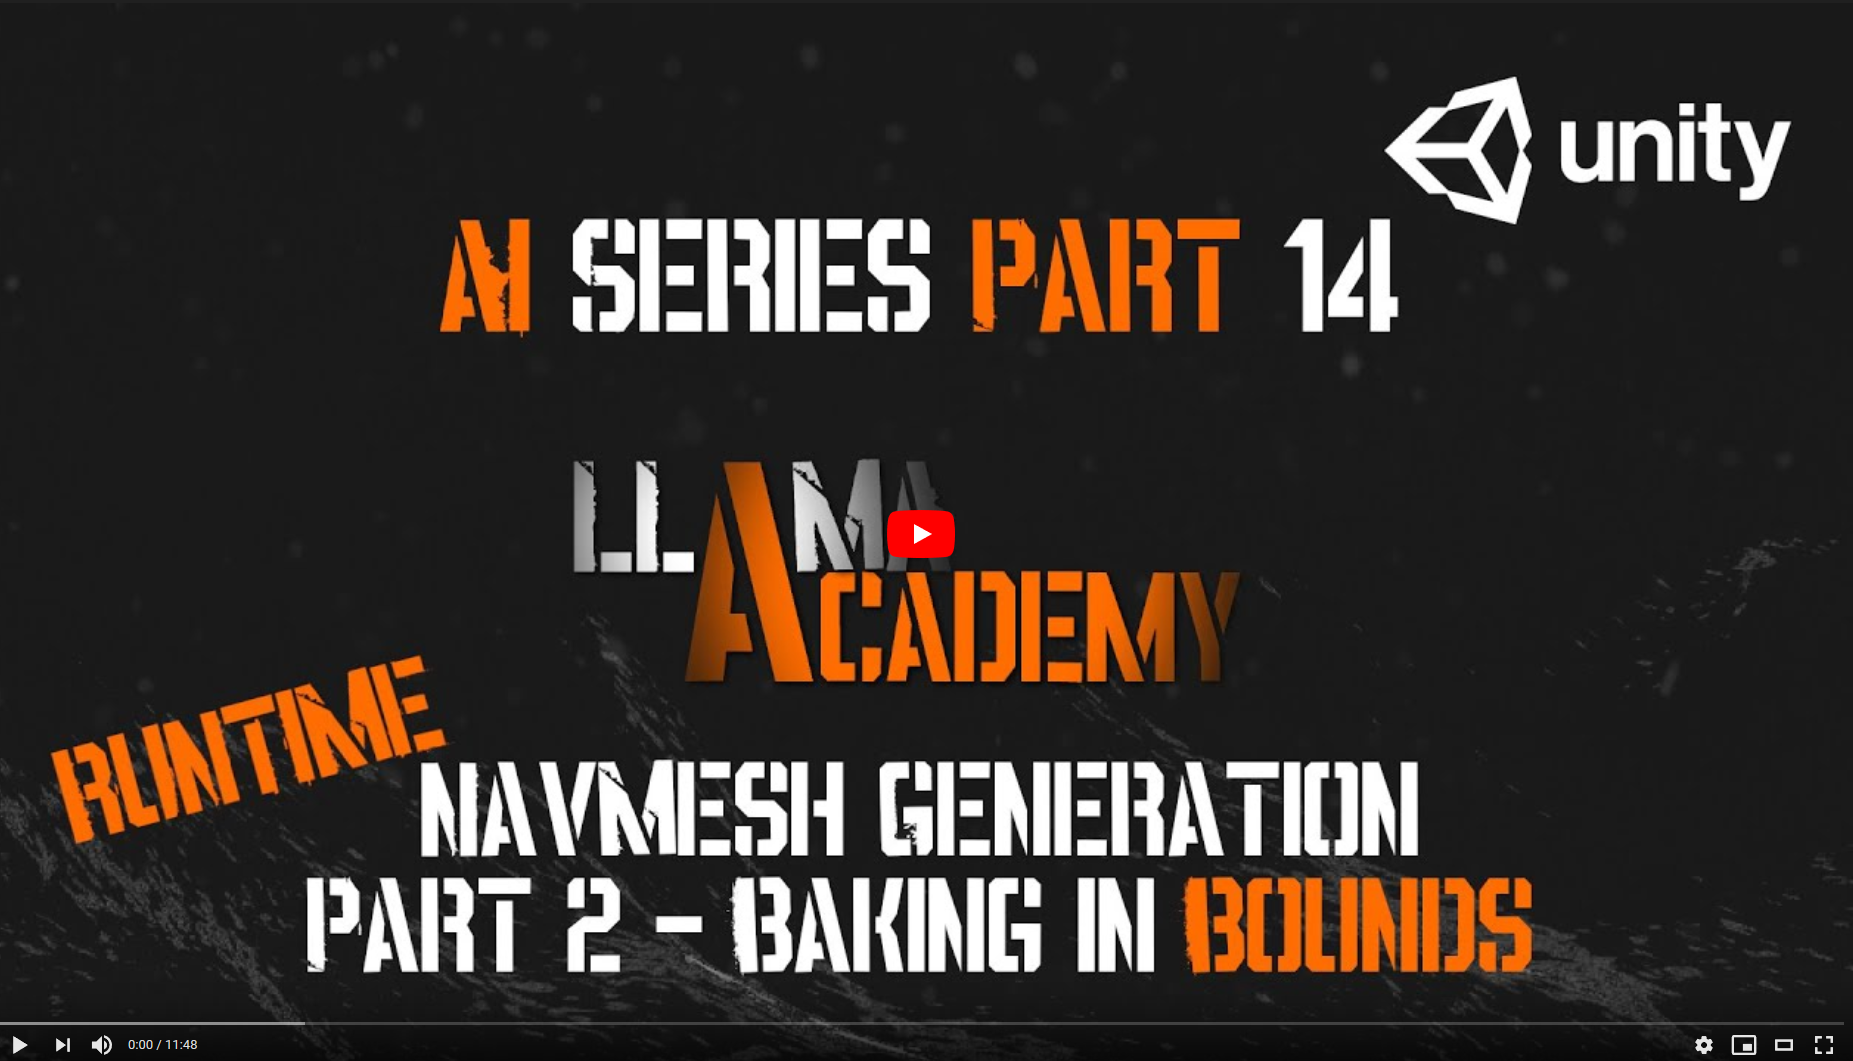 unity
AI SERIES PART 14
LLAMA
ACADEMY
RUNTIME
NAVMESH GENERATION
PART 2 - BAKING IN BOUNDS
0:00 / 11:48